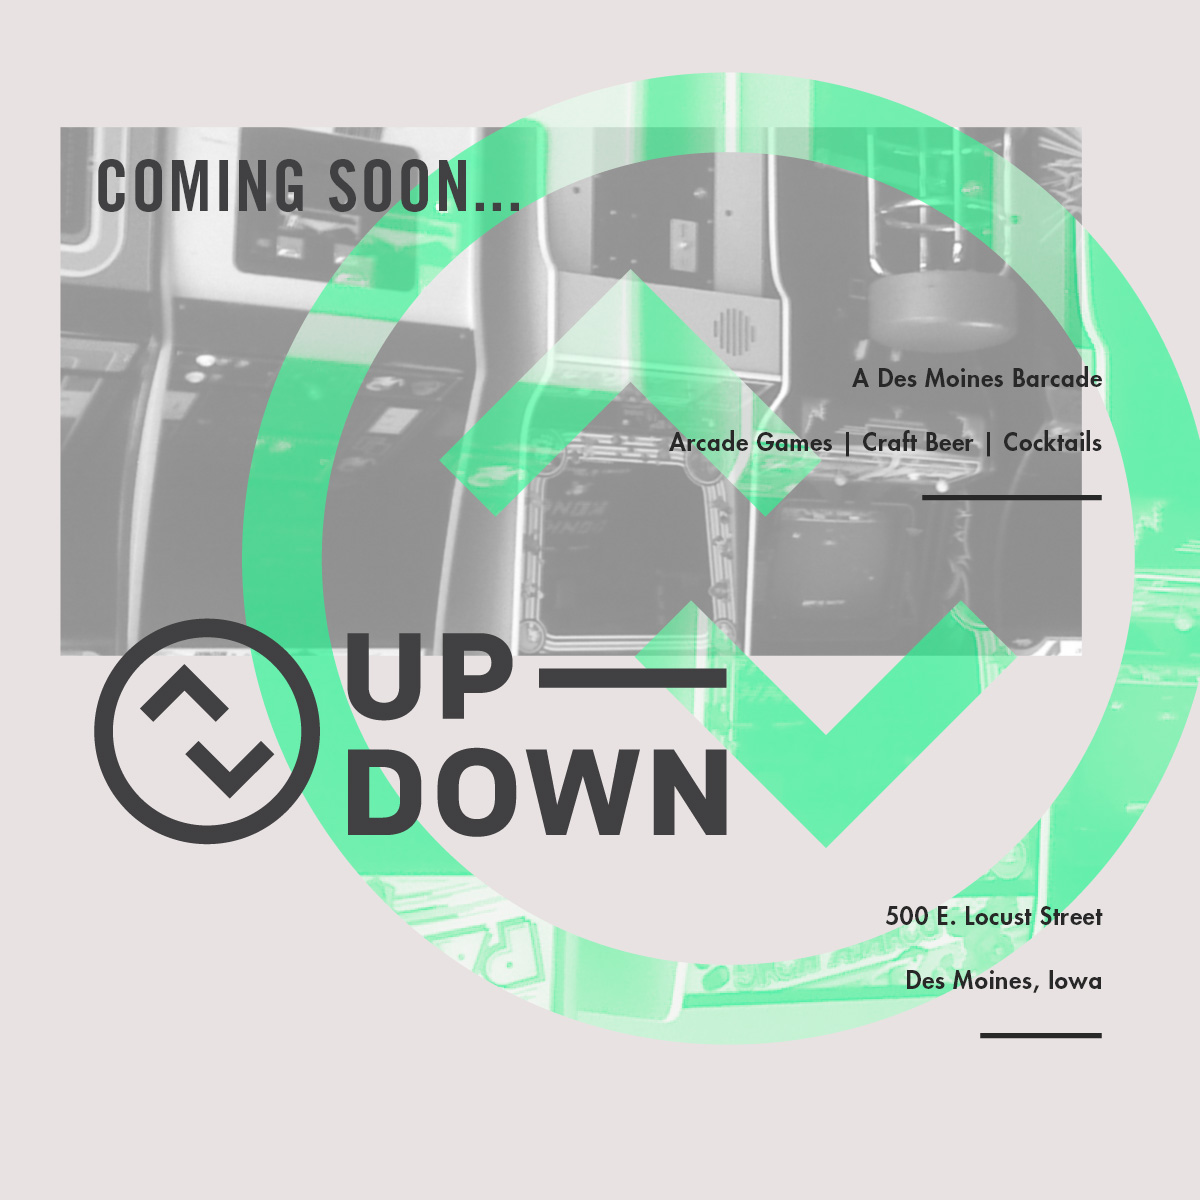 COMING SOON...
A Des Moines Barcade
Arcade Games | Craft Beer | Cocktails
UP—
DOWN
500 E. Locust Street
Des Moines, Iowa